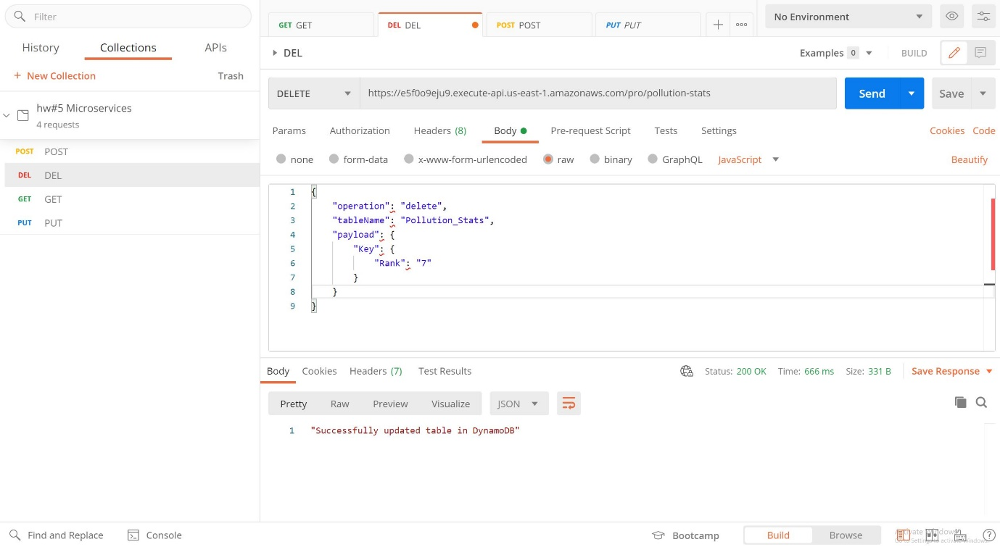 Filter
GET GET
DEL DEL
POST POST
PUT PUT
No Environment
History
Collections
APIs
DEL
Examples 0
BUILD
+ New Collection
Trash
DELETE
https://e5f0o9eju9.execute-api.us-east-1.amazonaws.com/pro/pollution-stats
Send
Save
hw#5 Microservices
4 requests
Params
Authorization
Headers (8)
Body
Pre-request Script
Tests
Settings
Cookies
Code
POST POST
DEL DEL
GET GET
PUT PUT
none
form-data
x-www-form-urlencoded
raw
binary
GraphQL
JavaScript
Beautify
1 {
2 "operation": "delete",
3 "tableName": "Pollution_Stats",
4 "payload": {
5 "Key": {
6 "Rank": "7"
7 }
8 }
9 }
Body
Cookies
Headers (7)
Test Results
Status: 200 OK
Time: 666 ms
Size: 331 B
Save Response
Pretty
Raw
Preview
Visualize
JSON
1 "Successfully updated table in DynamoDB"
Find and Replace
Console
Bootcamp
Build
Browse